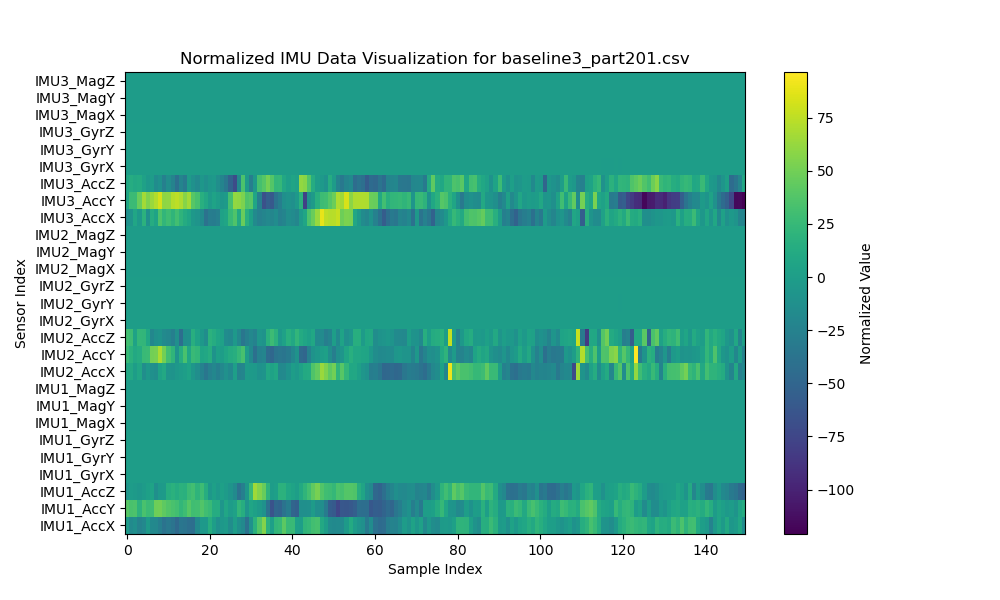 Normalized IMU Data Visualization for baseline3_part201.csv
IMU3_MagZ
IMU3_MagY
IMU3_MagX
IMU3_GyrZ
IMU3_GyrY
IMU3_GyrX
IMU3_AccZ
IMU3_AccY
IMU3_AccX
IMU2_MagZ
IMU2_MagY
IMU2_MagX
IMU2_GyrZ
IMU2_GyrY
IMU2_GyrX
IMU2_AccZ
IMU2_AccY
IMU2_AccX
IMU1_MagZ
IMU1_MagY
IMU1_MagX
IMU1_GyrZ
IMU1_GyrY
IMU1_GyrX
IMU1_AccZ
IMU1_AccY
IMU1_AccX
Sensor Index
0 20 40 60 80 100 120 140
Sample Index
75
50
25
0
−25
−50
−75
−100
Normalized Value